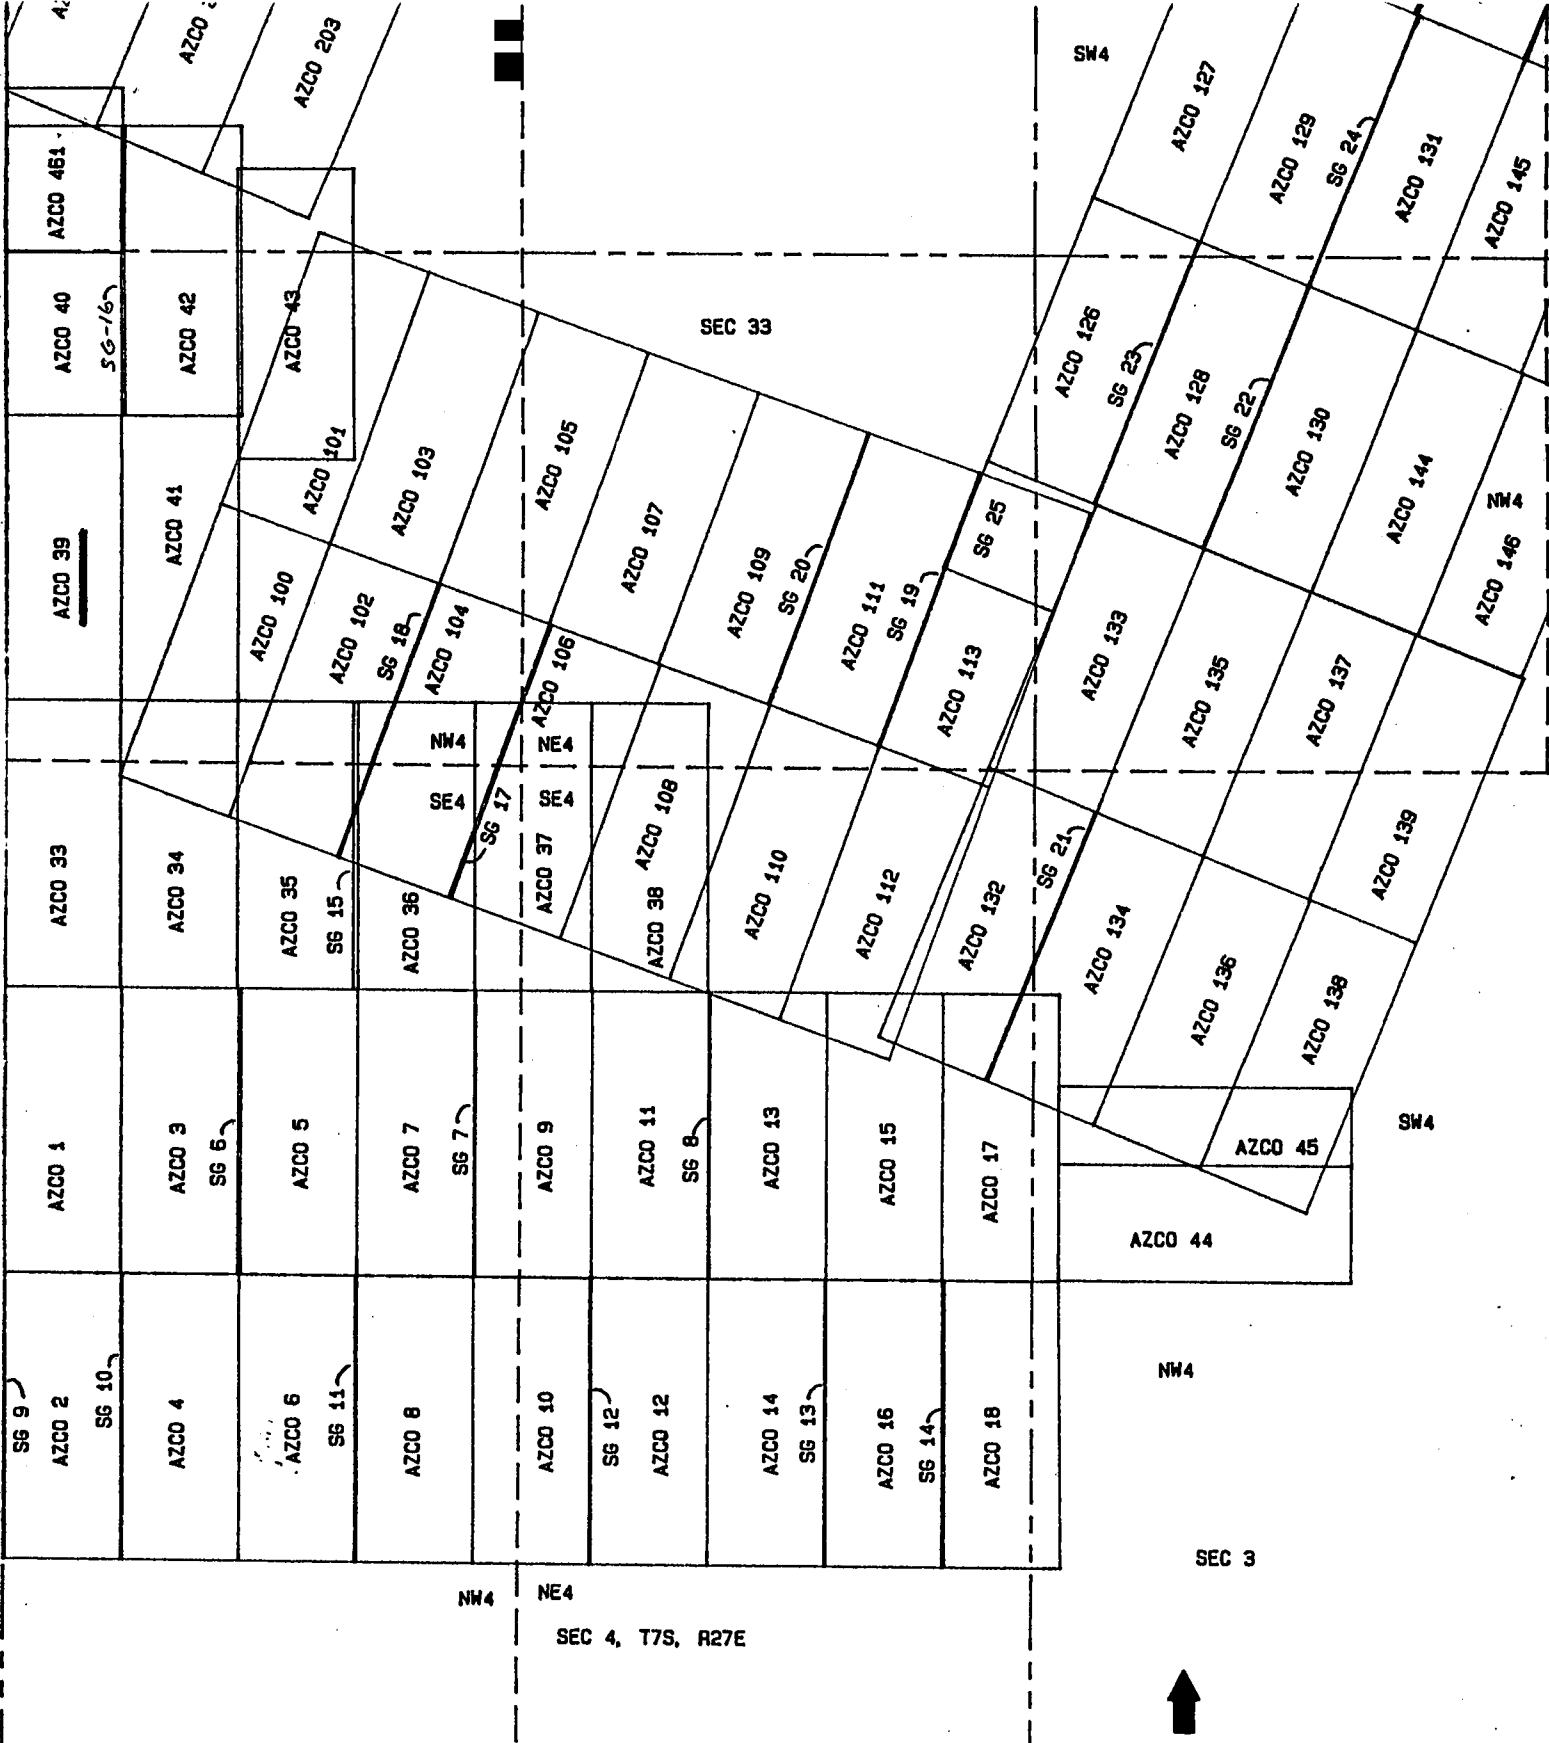 AZCO 203
SW4
AZCO 127
AZCO 129
SG 24
AZCO 131
AZCO 145
AZCO 461
AZCO 40
SG-16
AZCO 42
AZCO 43
SEC 33
AZCO 126
SG 23
AZCO 128
SG 22
AZCO 130
AZCO 144
NW4
AZCO 146
AZCO 39
AZCO 41
AZCO 101
AZCO 103
AZCO 105
AZCO 107
AZCO 109
SG 20
AZCO 111
SG 19
SG 25
AZCO 113
AZCO 133
AZCO 135
AZCO 137
AZCO 139
AZCO 100
AZCO 102
SG 18
AZCO 104
AZCO 106
NW4
NE4
SE4
SE4
SG 17
AZCO 108
AZCO 110
AZCO 112
AZCO 132
SG 21
AZCO 134
AZCO 136
AZCO 138
AZCO 33
AZCO 34
AZCO 35
SG 15
AZCO 36
AZCO 37
AZCO 38
AZCO 1
AZCO 3
SG 6
AZCO 5
AZCO 7
SG 7
AZCO 9
AZCO 11
SG 8
AZCO 13
AZCO 15
AZCO 17
AZCO 45
SW4
AZCO 44
SG 9
AZCO 2
SG 10
AZCO 4
AZCO 6
SG 11
AZCO 8
AZCO 10
SG 12
AZCO 12
AZCO 14
SG 13
AZCO 16
SG 14
AZCO 18
NW4
SEC 3
NW4
NE4
SEC 4, T7S, R27E